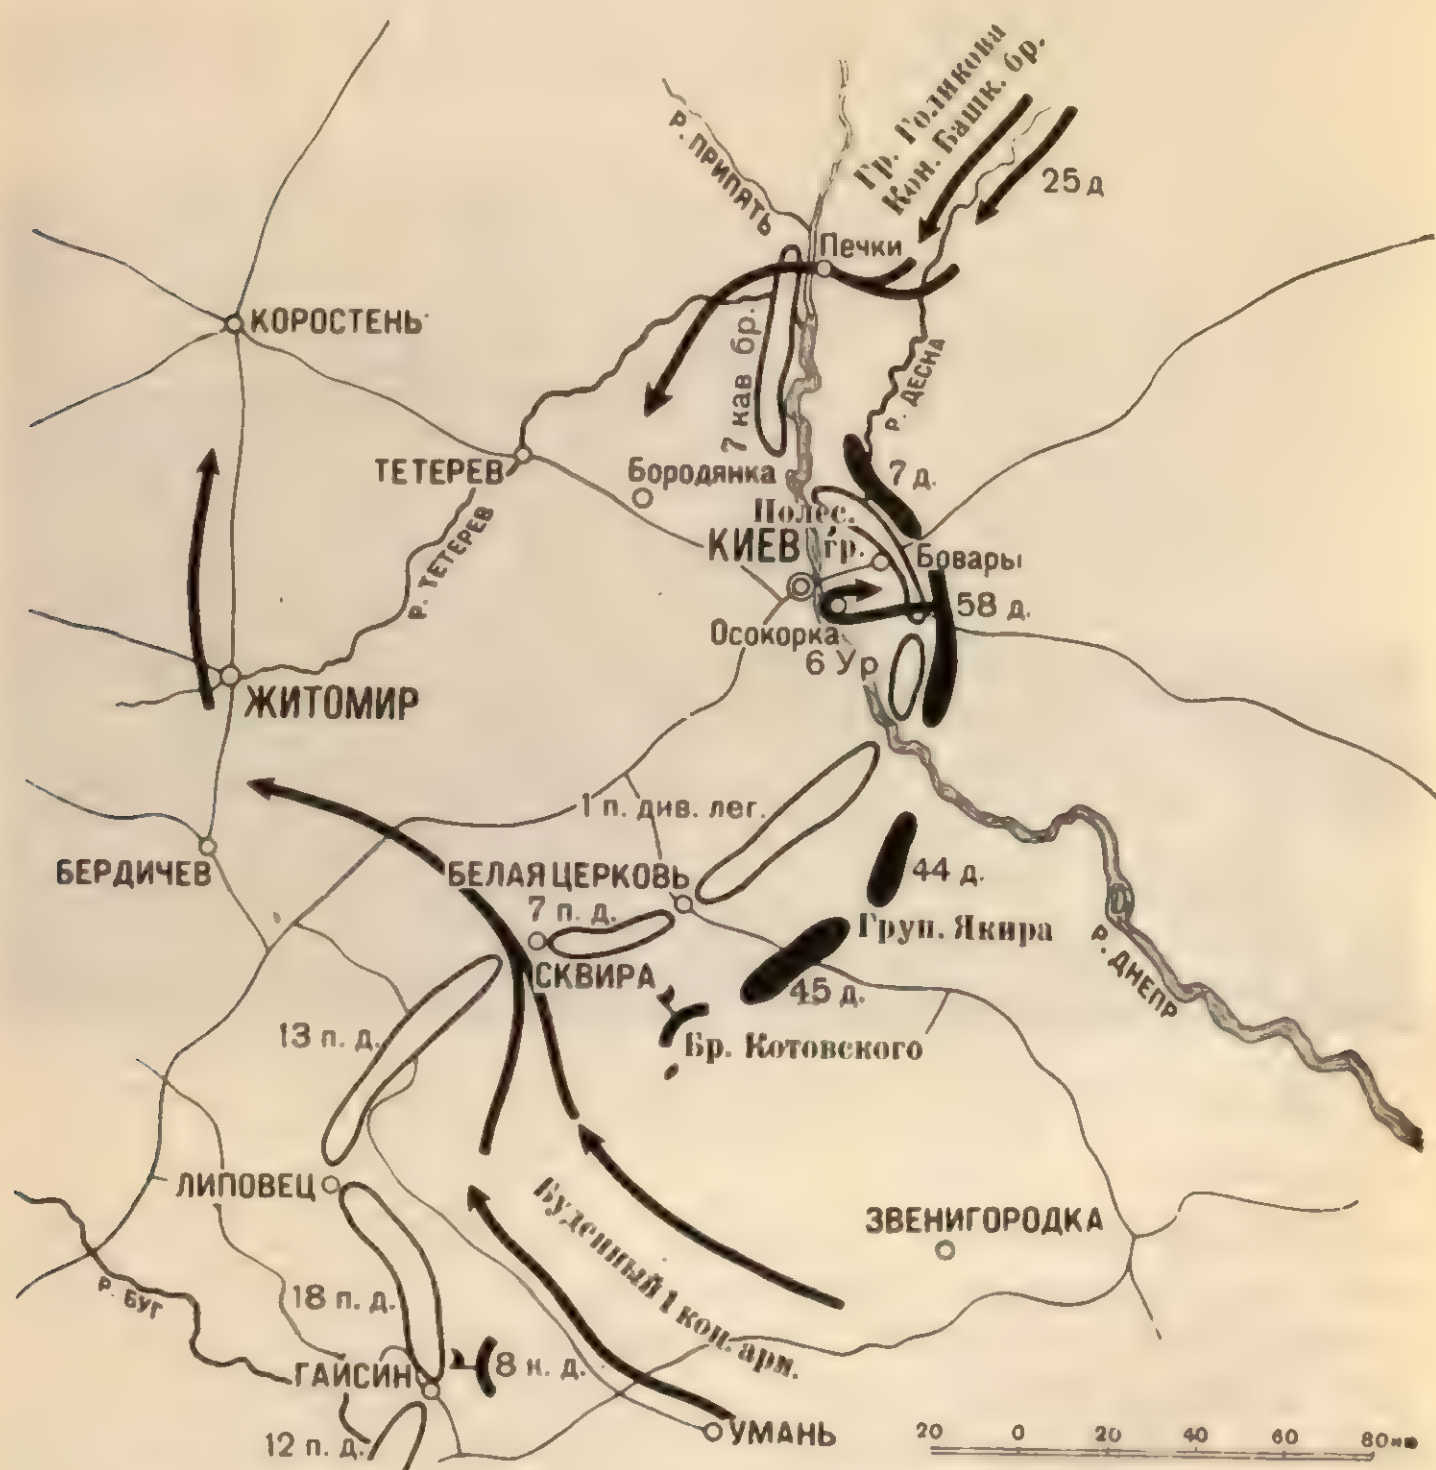 Гр. Голикова
Кон. Башк. бр.
25 д
Р. ПРИПЯТЬ
Печки
КОРОСТЕНЬ
7 кав бр.
р. ДЕСНА
ТЕТЕРЕВ
Бородянка
7 д.
Полес.
гр.
КИЕВ
Бовары
Р. ТЕТЕРЕВ
58 д.
Осокорка
6 Ур
ЖИТОМИР
1 п. див. лег.
БЕРДИЧЕВ
БЕЛАЯ ЦЕРКОВЬ
44 д.
7 п. д.
Груп. Якира
СКВИРА
45 д.
Р. ДНЕПР
13 п. д.
Бр. Котовского
ЛИПОВЕЦ
Буденный 1 кон. арм.
ЗВЕНИГОРОДКА
Р. БУГ
18 п. д.
ГАЙСИН
8 к. д.
12 п. д.
УМАНЬ
20 0 20 40 60 80 км